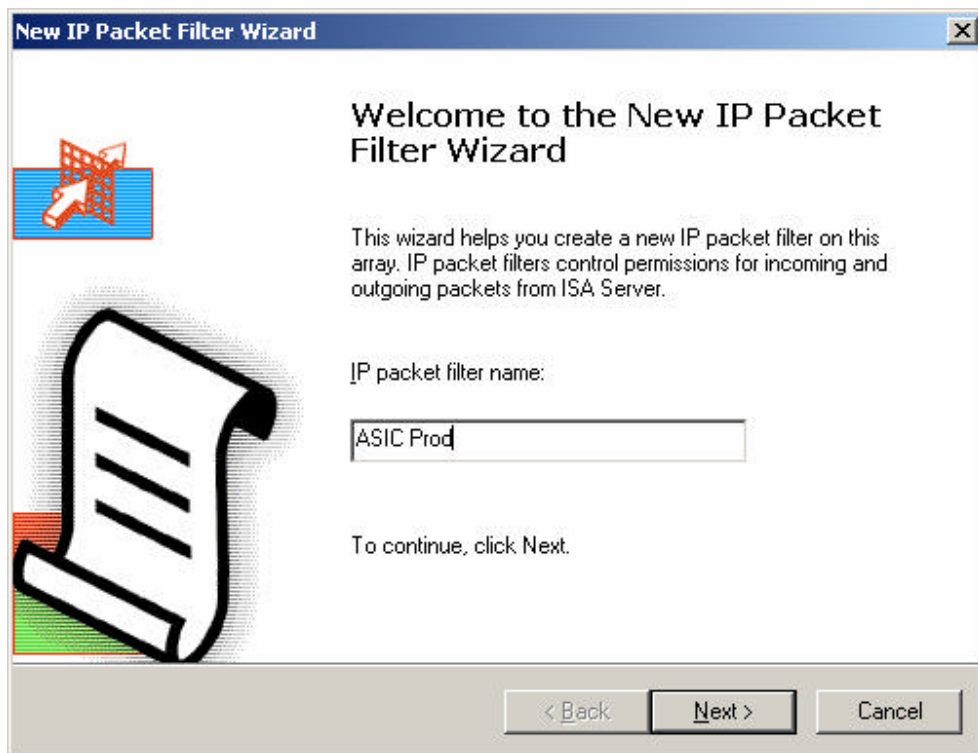 New IP Packet Filter Wizard
Welcome to the New IP Packet
Filter Wizard
This wizard helps you create a new IP packet filter on this
array. IP packet filters control permissions for incoming and
outgoing packets from ISA Server.
IP packet filter name:
ASIC Prod
To continue, click Next.
< Back
Next >
Cancel